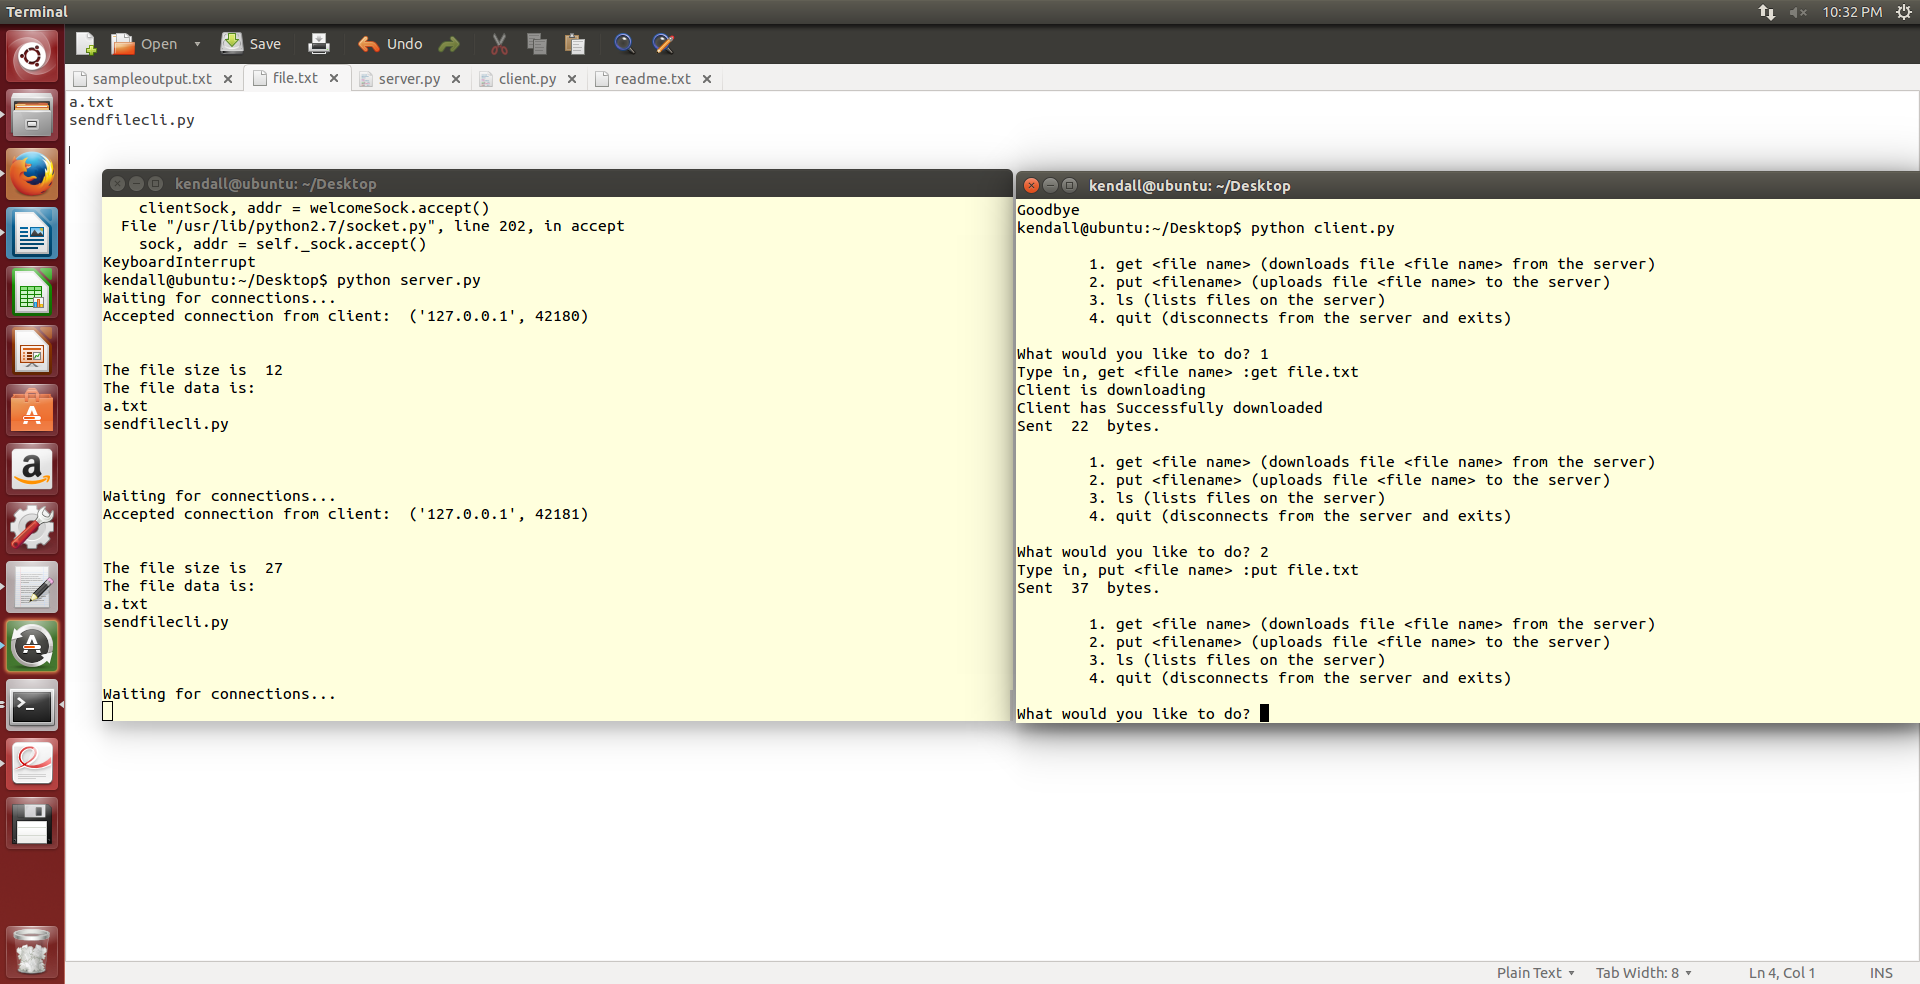 Terminal
10:32 PM
Open
Save
Undo
sampleoutput.txt
file.txt
server.py
client.py
readme.txt
a.txt
sendfilecli.py
kendall@ubuntu: ~/Desktop
clientSock, addr = welcomeSock.accept()
File "/usr/lib/python2.7/socket.py", line 202, in accept
sock, addr = self._sock.accept()
KeyboardInterrupt
kendall@ubuntu:~/Desktop$ python server.py
Waiting for connections...
Accepted connection from client:  ('127.0.0.1', 42180)
The file size is  12
The file data is:
a.txt
sendfilecli.py
Waiting for connections...
Accepted connection from client:  ('127.0.0.1', 42181)
The file size is  27
The file data is:
a.txt
sendfilecli.py
Waiting for connections...
kendall@ubuntu: ~/Desktop
Goodbye
kendall@ubuntu:~/Desktop$ python client.py
1. get <file name> (downloads file <file name> from the server)
2. put <filename> (uploads file <file name> to the server)
3. ls (lists files on the server)
4. quit (disconnects from the server and exits)
What would you like to do? 1
Type in, get <file name> :get file.txt
Client is downloading
Client has Successfully downloaded
Sent  22  bytes.
1. get <file name> (downloads file <file name> from the server)
2. put <filename> (uploads file <file name> to the server)
3. ls (lists files on the server)
4. quit (disconnects from the server and exits)
What would you like to do? 2
Type in, put <file name> :put file.txt
Sent  37  bytes.
1. get <file name> (downloads file <file name> from the server)
2. put <filename> (uploads file <file name> to the server)
3. ls (lists files on the server)
4. quit (disconnects from the server and exits)
What would you like to do?
Plain Text
Tab Width: 8
Ln 4, Col 1
INS